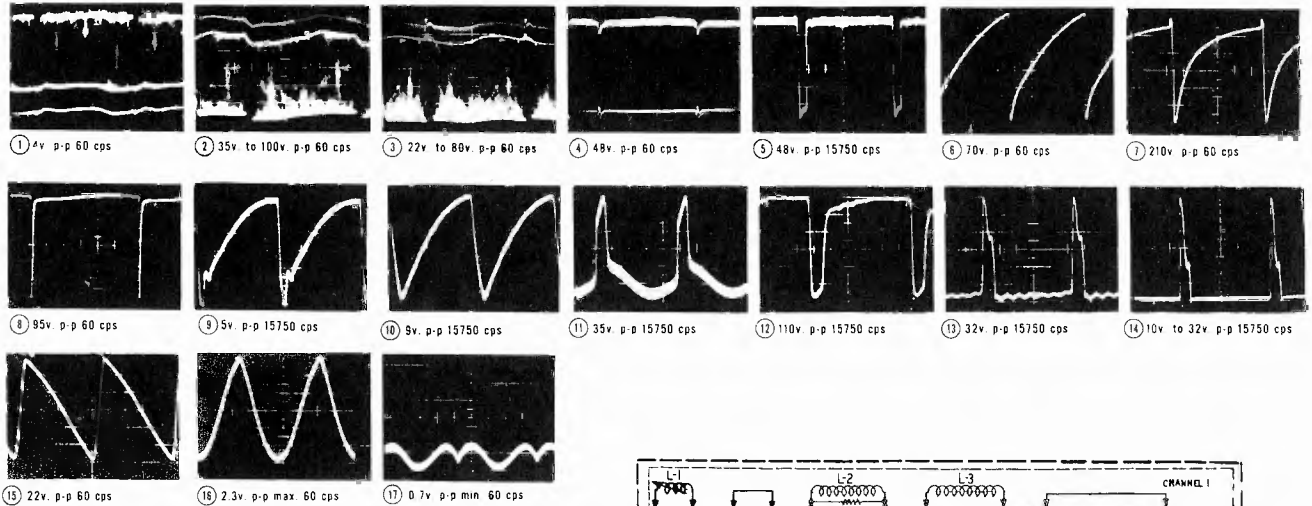 1 4v p-p 60 cps
2 35v. to 100v. p-p 60 cps
3 22v to 80v. p-p 60 cps
4 48v. p-p 60 cps
5 48v. p-p 15750 cps
6 70v. p-p 60 cps
7 210v p-p 60 cps
8 95v. p-p 60 cps
9 5v. p-p 15750 cps
10 9v. p-p 15750 cps
11 35v. p-p 15750 cps
12 110v. p-p 15750 cps
13 32v. p-p 15750 cps
14 10v. to 32v. p-p 15750 cps
15 22v. p-p 60 cps
16 2.3v. p-p max. 60 cps
17 0.7v p-p min. 60 cps
L-1
L-2
L-3
CHANNEL 1